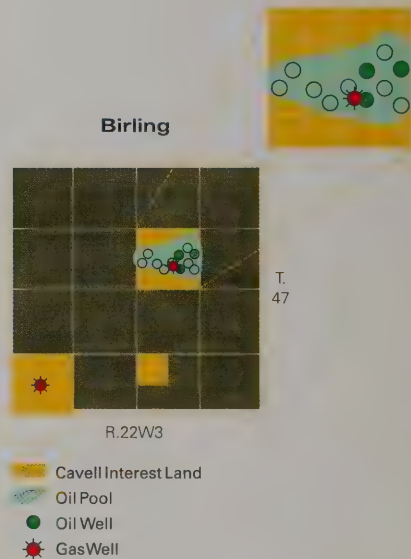 Birling
T.
47
R.22W3
Cavell Interest Land
Oil Pool
Oil Well
Gas Well